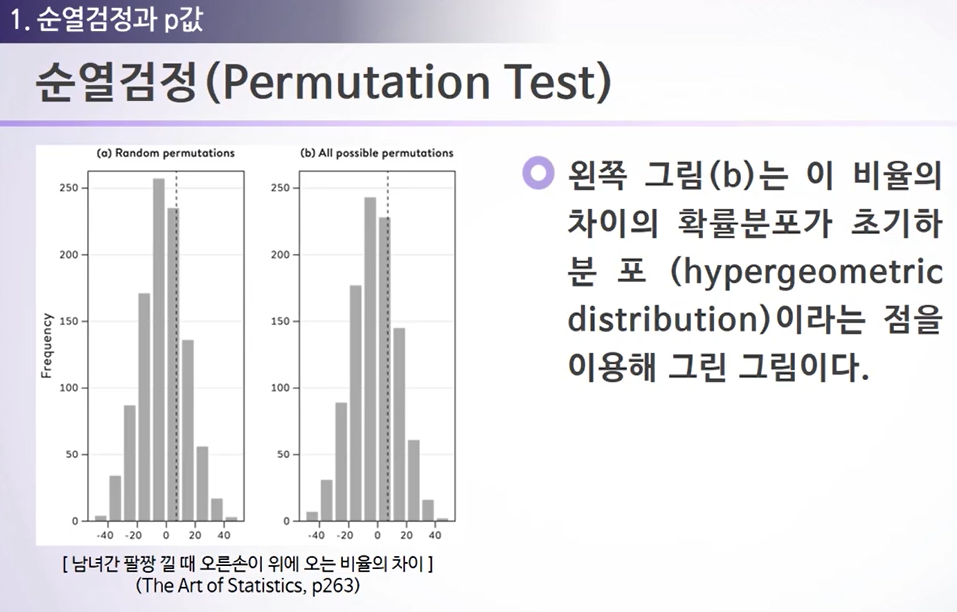 1. 순열검정과 p값
순열검정(Permutation Test)
(a) Random permutations
(b) All possible permutations
Frequency
250
200
150
100
50
0
-40 -20 0 20 40
250
200
150
100
50
0
-40 -20 0 20 40
[ 남녀간 팔짱 낄 때 오른손이 위에 오는 비율의 차이 ]
(The Art of Statistics, p263)
왼쪽 그림(b)는 이 비율의
차이의 확률분포가 초기하
분 포 (hypergeometric
distribution)이라는 점을
이용해 그린 그림이다.